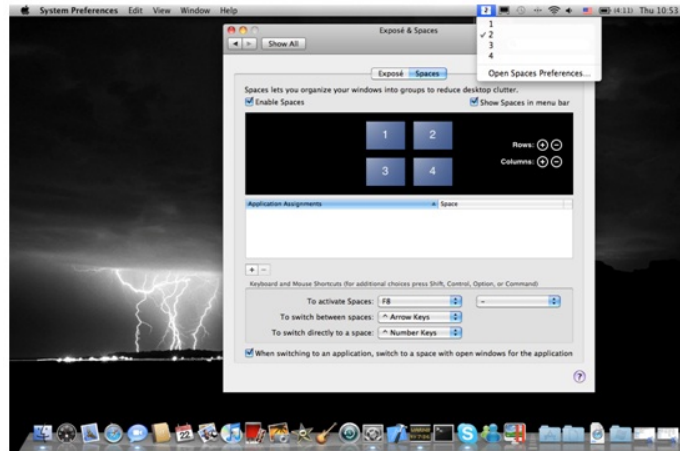 System Preferences Edit View Window Help
2 (4:11) Thu 10:53
1
✓ 2
3
4
Open Spaces Preferences...
Exposé & Spaces
Show All
Exposé Spaces
Spaces lets you organize your windows into groups to reduce desktop clutter.
Enable Spaces Show Spaces in menu bar
1 2
3 4
Rows:
Columns:
Application Assignments Space
+ -
Keyboard and Mouse Shortcuts (for additional choices press Shift, Control, Option, or Command)
To activate Spaces: F8 -
To switch between spaces: ^ Arrow Keys
To switch directly to a space: ^ Number Keys
When switching to an application, switch to a space with open windows for the application
?
22